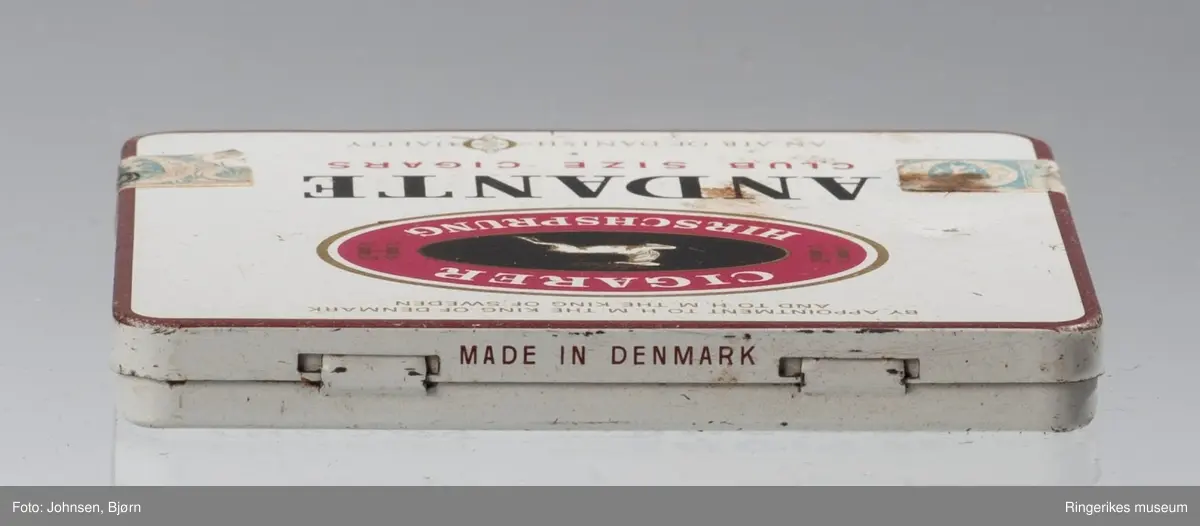 BY APPOINTMENT TO H. M. THE KING OF DENMARK
AND TO H. M. THE KING OF SWEDEN
CIGARER
H H
HIRSCHSPRUNG
ANDANTE
CLUB SIZE CIGARS
AN AIR OF DANISH QUALITY
MADE IN DENMARK
Foto: Johnsen, Bjørn
Ringerikes museum